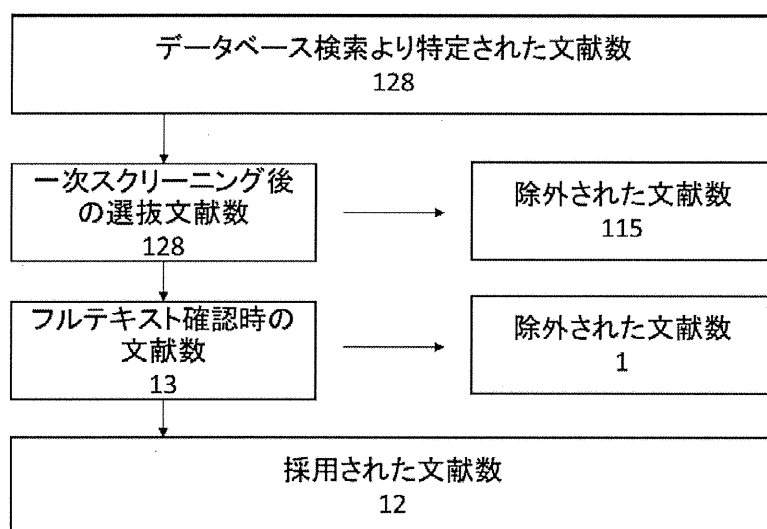 データベース検索より特定された文献数
128
一次スクリーニング後
の選抜文献数
128
除外された文献数
115
フルテキスト確認時の
文献数
13
除外された文献数
1
採用された文献数
12